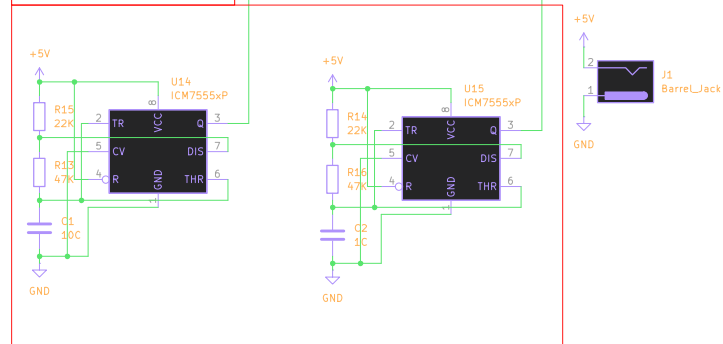 +5V
U14
ICM7555xP
R15
22K
2
TR
8
VCC
Q
3
5
CV
DIS
7
R13
47K
4
R
GND
1
THR
6
C1
10C
GND
+5V
U15
ICM7555xP
R14
22K
2
TR
8
VCC
Q
3
5
CV
DIS
7
R16
47K
4
R
GND
1
THR
6
C2
1C
GND
+5V
2
1
J1
Barrel_Jack
GND